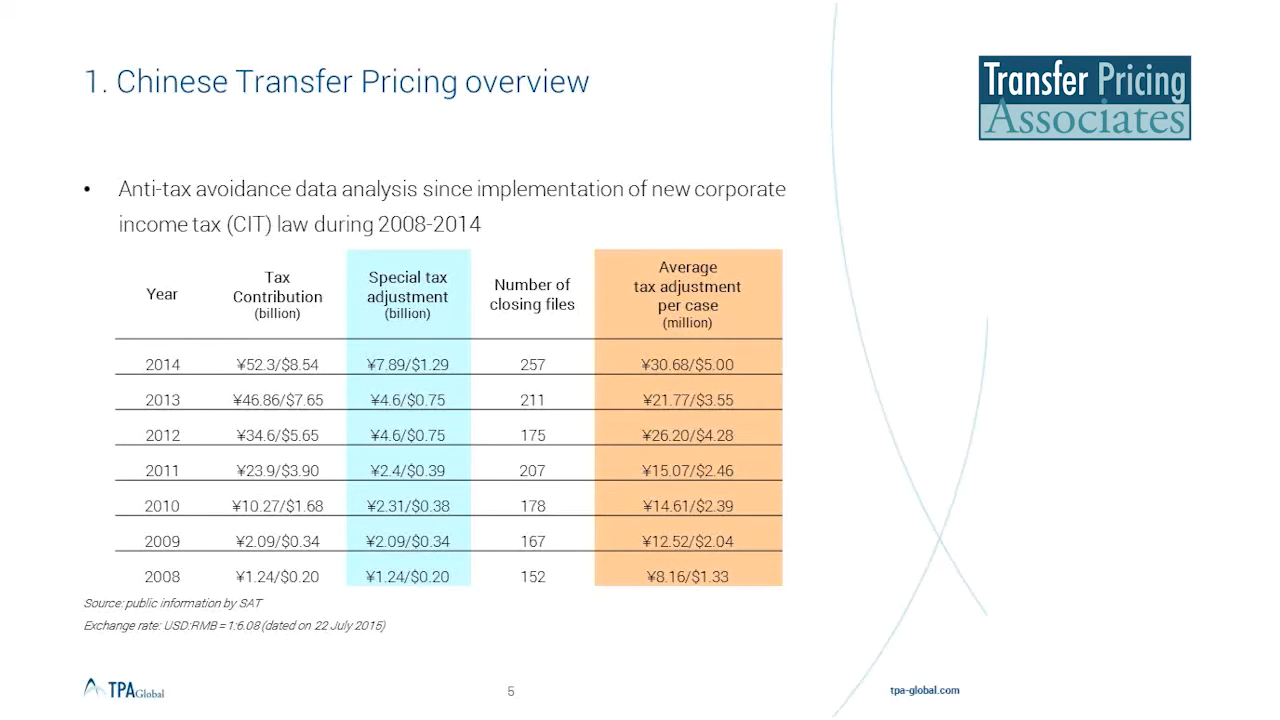 1. Chinese Transfer Pricing overview
Transfer Pricing
Associates
• Anti-tax avoidance data analysis since implementation of new corporate
income tax (CIT) law during 2008-2014
Year Tax Contribution (billion) Special tax adjustment (billion) Number of closing files Average tax adjustment per case (million)
2014 ¥52.3/$8.54 ¥7.89/$1.29 257 ¥30.68/$5.00
2013 ¥46.86/$7.65 ¥4.6/$0.75 211 ¥21.77/$3.55
2012 ¥34.6/$5.65 ¥4.6/$0.75 175 ¥26.20/$4.28
2011 ¥23.9/$3.90 ¥2.4/$0.39 207 ¥15.07/$2.46
2010 ¥10.27/$1.68 ¥2.31/$0.38 178 ¥14.61/$2.39
2009 ¥2.09/$0.34 ¥2.09/$0.34 167 ¥12.52/$2.04
2008 ¥1.24/$0.20 ¥1.24/$0.20 152 ¥8.16/$1.33
Source: public information by SAT
Exchange rate: USD:RMB = 1:6.08 (dated on 22 July 2015)
TPA Global 5 tpa-global.com